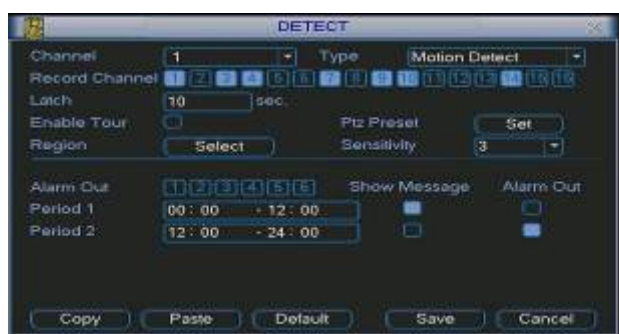 DETECT
Channel 1 Type Motion Detect
Record Channel 1 2 3 4 5 6 7 8 9 10 11 12 13 14 15 16
Latch 10 sec.
Enable Tour Ptz Preset Set
Region Select Sensitivity 3
Alarm Out 1 2 3 4 5 6 Show Message Alarm Out
Period 1 00 : 00 - 12 : 00
Period 2 12 : 00 - 24 : 00
Copy Paste Default Save Cancel